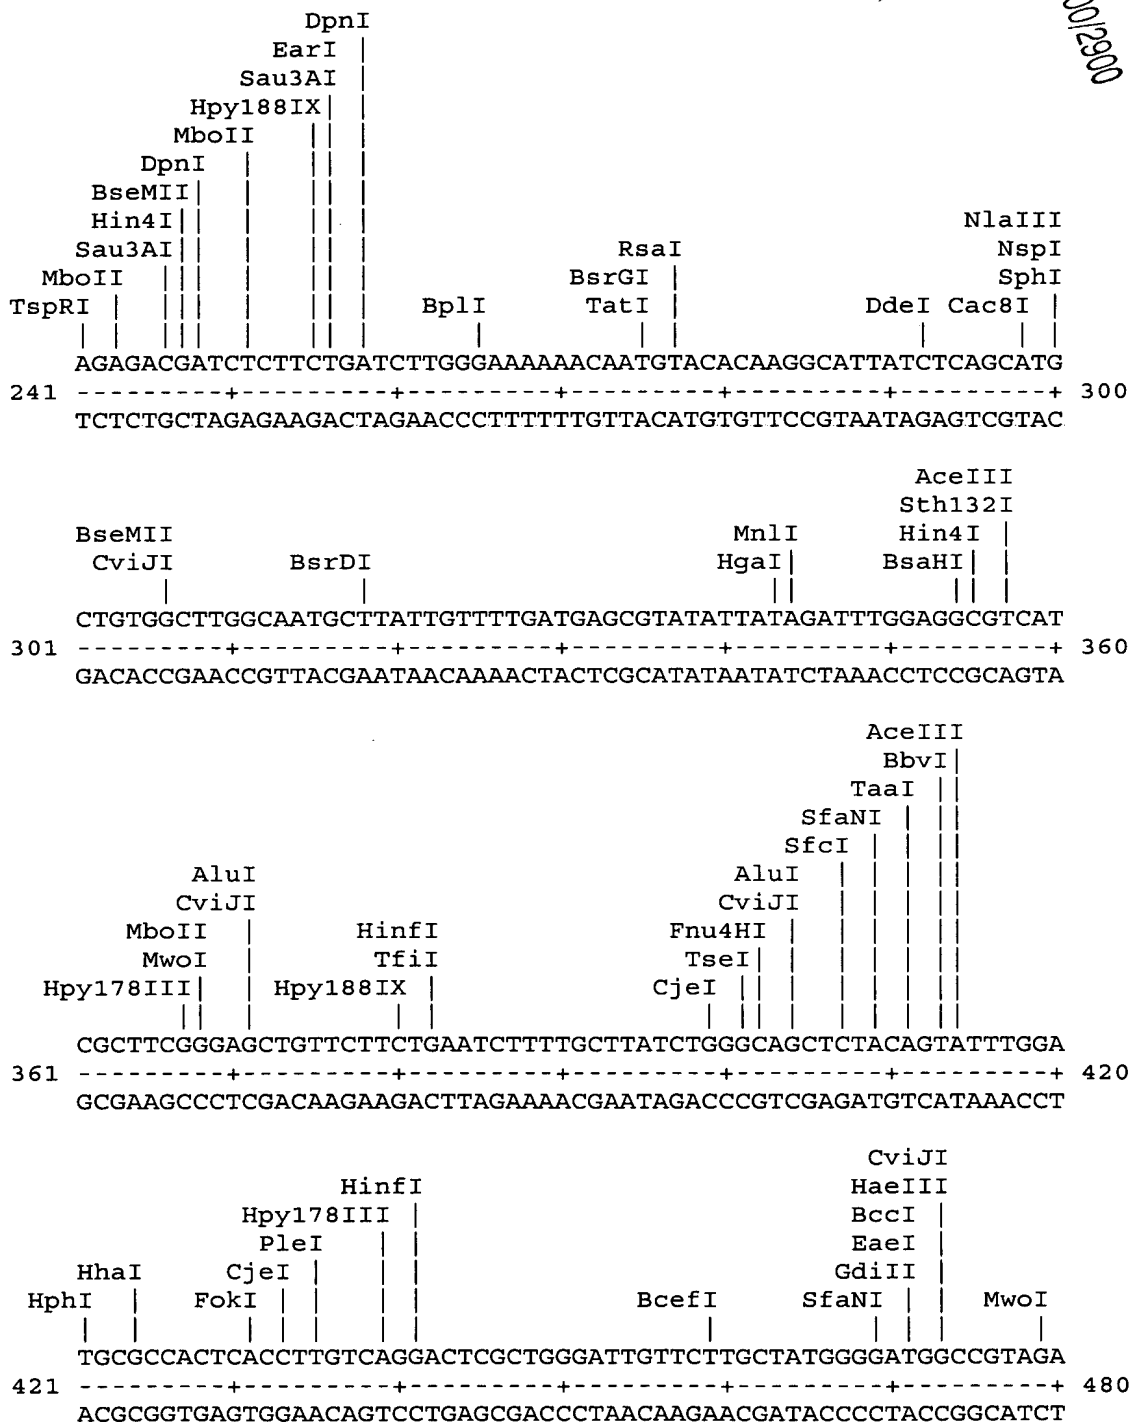 00/2900
DpnI
EarI
Sau3AI
Hpy188IX
MboII
DpnI
BseMII
Hin4I NlaIII
Sau3AI RsaI NspI
MboII BsrGI SphI
TspRI BplI TatI DdeI Cac8I
AGAGACGATCTCTTCTGATCTTGGGAAAAAACAATGTACACAAGGCATTATCTCAGCATG
241 ---------+---------+---------+---------+---------+---------+ 300
TCTCTGCTAGAGAAGACTAGAACCCTTTTTTGTTACATGTGTTCCGTAATAGAGTCGTAC
AceIII
Sth132I
BseMII MnlI Hin4I
CviJI BsrDI HgaI BsaHI
CTGTGGCTTGGCAATGCTTATTGTTTTGATGAGCGTATATTATAGATTTGGAGGCGTCAT
301 ---------+---------+---------+---------+---------+---------+ 360
GACACCGAACCGTTACGAATAACAAAACTACTCGCATATAATATCTAAACCTCCGCAGTA
AceIII
BbvI
TaaI
SfaNI
SfcI
AluI AluI
CviJI CviJI
MboII HinfI Fnu4HI
MwoI TfiI TseI
Hpy178III Hpy188IX CjeI
CGCTTCGGGAGCTGTTCTTCTGAATCTTTTGCTTATCTGGGCAGCTCTACAGTATTTGGA
361 ---------+---------+---------+---------+---------+---------+ 420
GCGAAGCCCTCGACAAGAAGACTTAGAAAACGAATAGACCCGTCGAGATGTCATAAACCT
CviJI
HinfI HaeIII
Hpy178III BccI
PleI EaeI
HhaI CjeI GdiII
HphI FokI BcefI SfaNI MwoI
TGCGCCACTCACCTTGTCAGGACTCGCTGGGATTGTTCTTGCTATGGGGATGGCCGTAGA
421 ---------+---------+---------+---------+---------+---------+ 480
ACGCGGTGAGTGGAACAGTCCTGAGCGACCCTAACAAGAACGATACCCCTACCGGCATCT